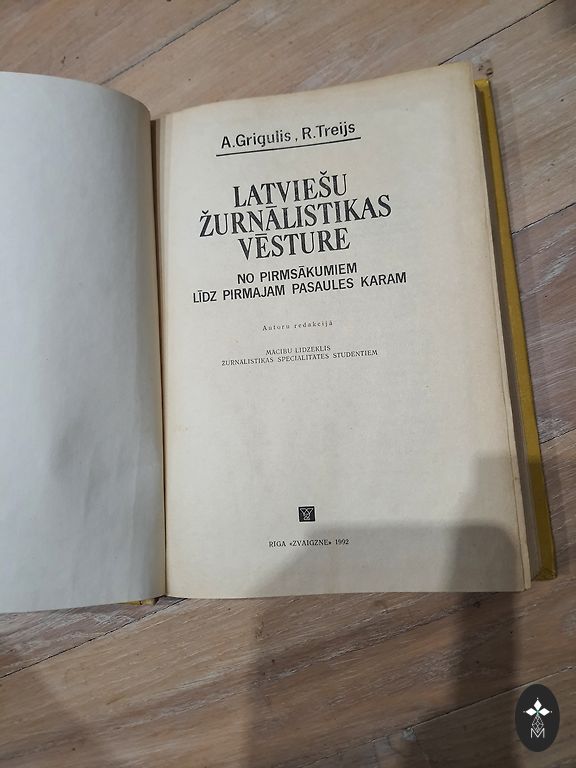 A.Grigulis, R.Treijs
LATVIEŠU
ŽURNĀLISTIKAS
VĒSTURE
NO PIRMSĀKUMIEM
LĪDZ PIRMAJAM PASAULES KARAM
Autoru redakcijā
MĀCĪBU LĪDZEKLIS
ŽURNĀLISTIKAS SPECIALITĀTES STUDENTIEM
RĪGA «ZVAIGZNE» 1992
M